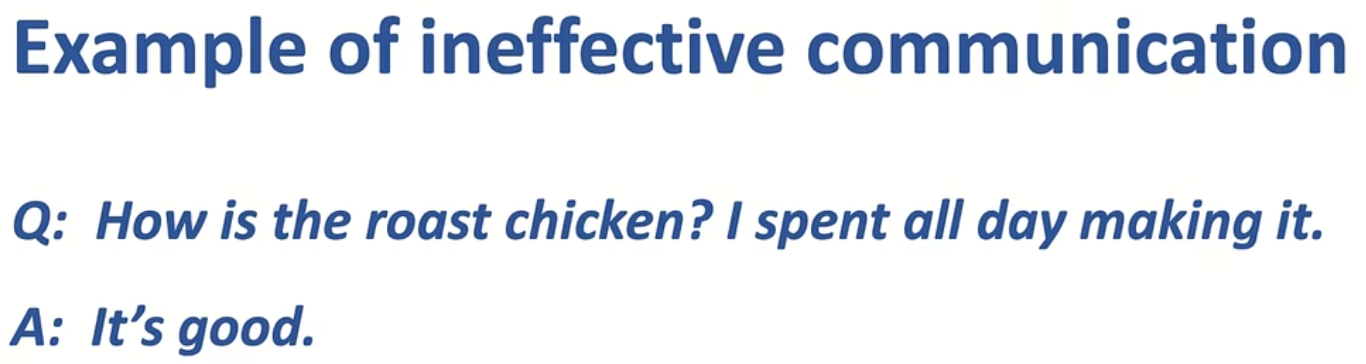 Example of ineffective communication
Q: How is the roast chicken? I spent all day making it.
A: It’s good.